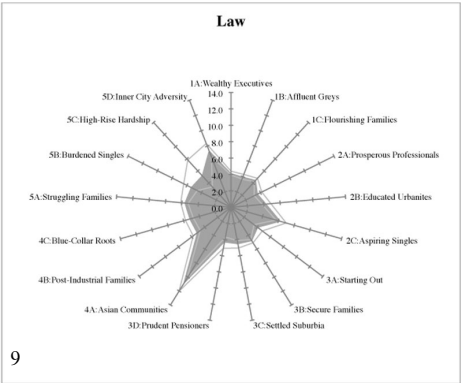 Law
1A:Wealthy Executives
1B:Affluent Greys
1C:Flourishing Families
2A:Prosperous Professionals
2B:Educated Urbanites
2C:Aspiring Singles
3A:Starting Out
3B:Secure Families
3C:Settled Suburbia
3D:Prudent Pensioners
4A:Asian Communities
4B:Post-Industrial Families
4C:Blue-Collar Roots
5A:Struggling Families
5B:Burdened Singles
5C:High-Rise Hardship
5D:Inner City Adversity
14.0
12.0
10.0
8.0
6.0
4.0
2.0
0.0
9